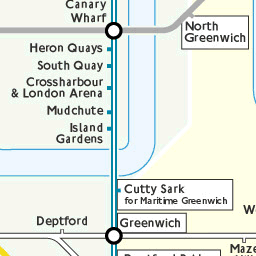 Canary
Wharf
North
Greenwich
Heron Quays
South Quay
Crossharbour
& London Arena
Mudchute
Island
Gardens
Cutty Sark
for Maritime Greenwich
Deptford
Greenwich